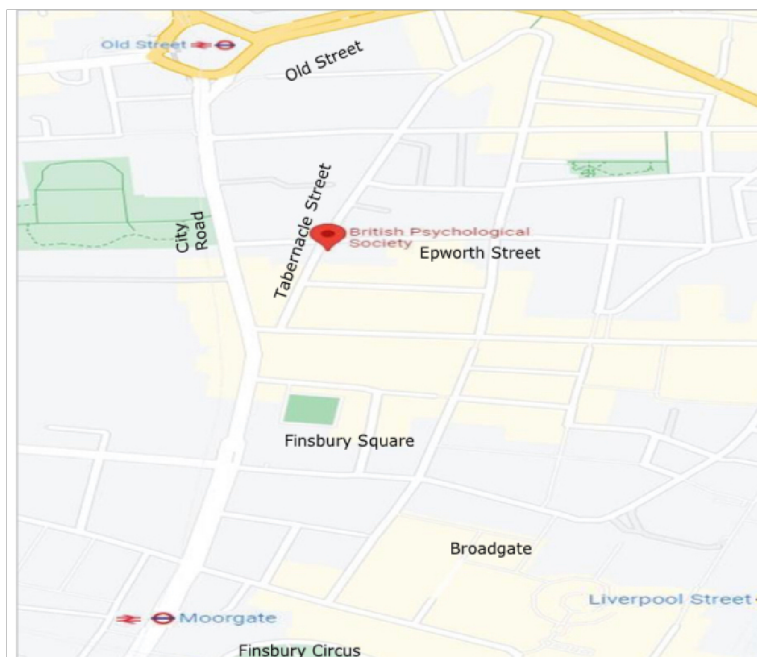 Old Street
Old Street
Tabernacle Street
City
Road
British Psychological
Society
Epworth Street
Finsbury Square
Broadgate
Liverpool Street
Moorgate
Finsbury Circus